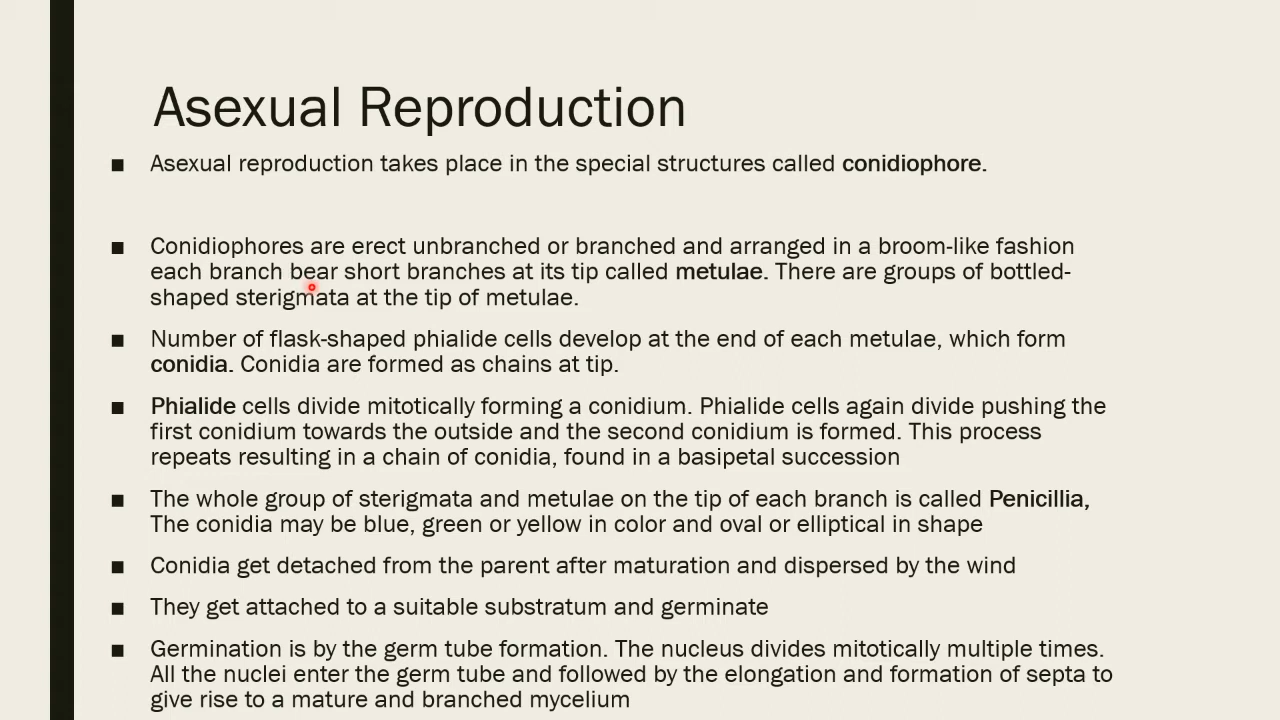 Asexual Reproduction
■ Asexual reproduction takes place in the special structures called conidiophore.
■ Conidiophores are erect unbranched or branched and arranged in a broom-like fashion
each branch bear short branches at its tip called metulae. There are groups of bottled-
shaped sterigmata at the tip of metulae.
■ Number of flask-shaped phialide cells develop at the end of each metulae, which form
conidia. Conidia are formed as chains at tip.
■ Phialide cells divide mitotically forming a conidium. Phialide cells again divide pushing the
first conidium towards the outside and the second conidium is formed. This process
repeats resulting in a chain of conidia, found in a basipetal succession
■ The whole group of sterigmata and metulae on the tip of each branch is called Penicillia,
The conidia may be blue, green or yellow in color and oval or elliptical in shape
■ Conidia get detached from the parent after maturation and dispersed by the wind
■ They get attached to a suitable substratum and germinate
■ Germination is by the germ tube formation. The nucleus divides mitotically multiple times.
All the nuclei enter the germ tube and followed by the elongation and formation of septa to
give rise to a mature and branched mycelium